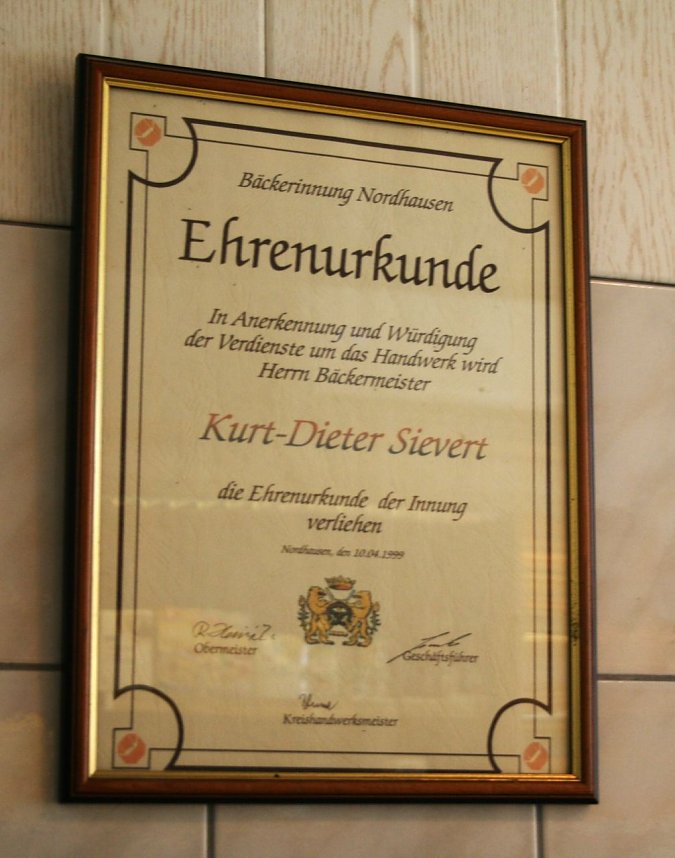 Bäckerinnung Nordhausen
Ehrenurkunde
In Anerkennung und Würdigung
der Verdienste um das Handwerk wird
Herrn Bäckermeister
Kurt-Dieter Sievert
die Ehrenurkunde der Innung
verliehen
Nordhausen, den 10.04.1999
Obermeister
Geschäftsführer
Kreishandwerksmeister